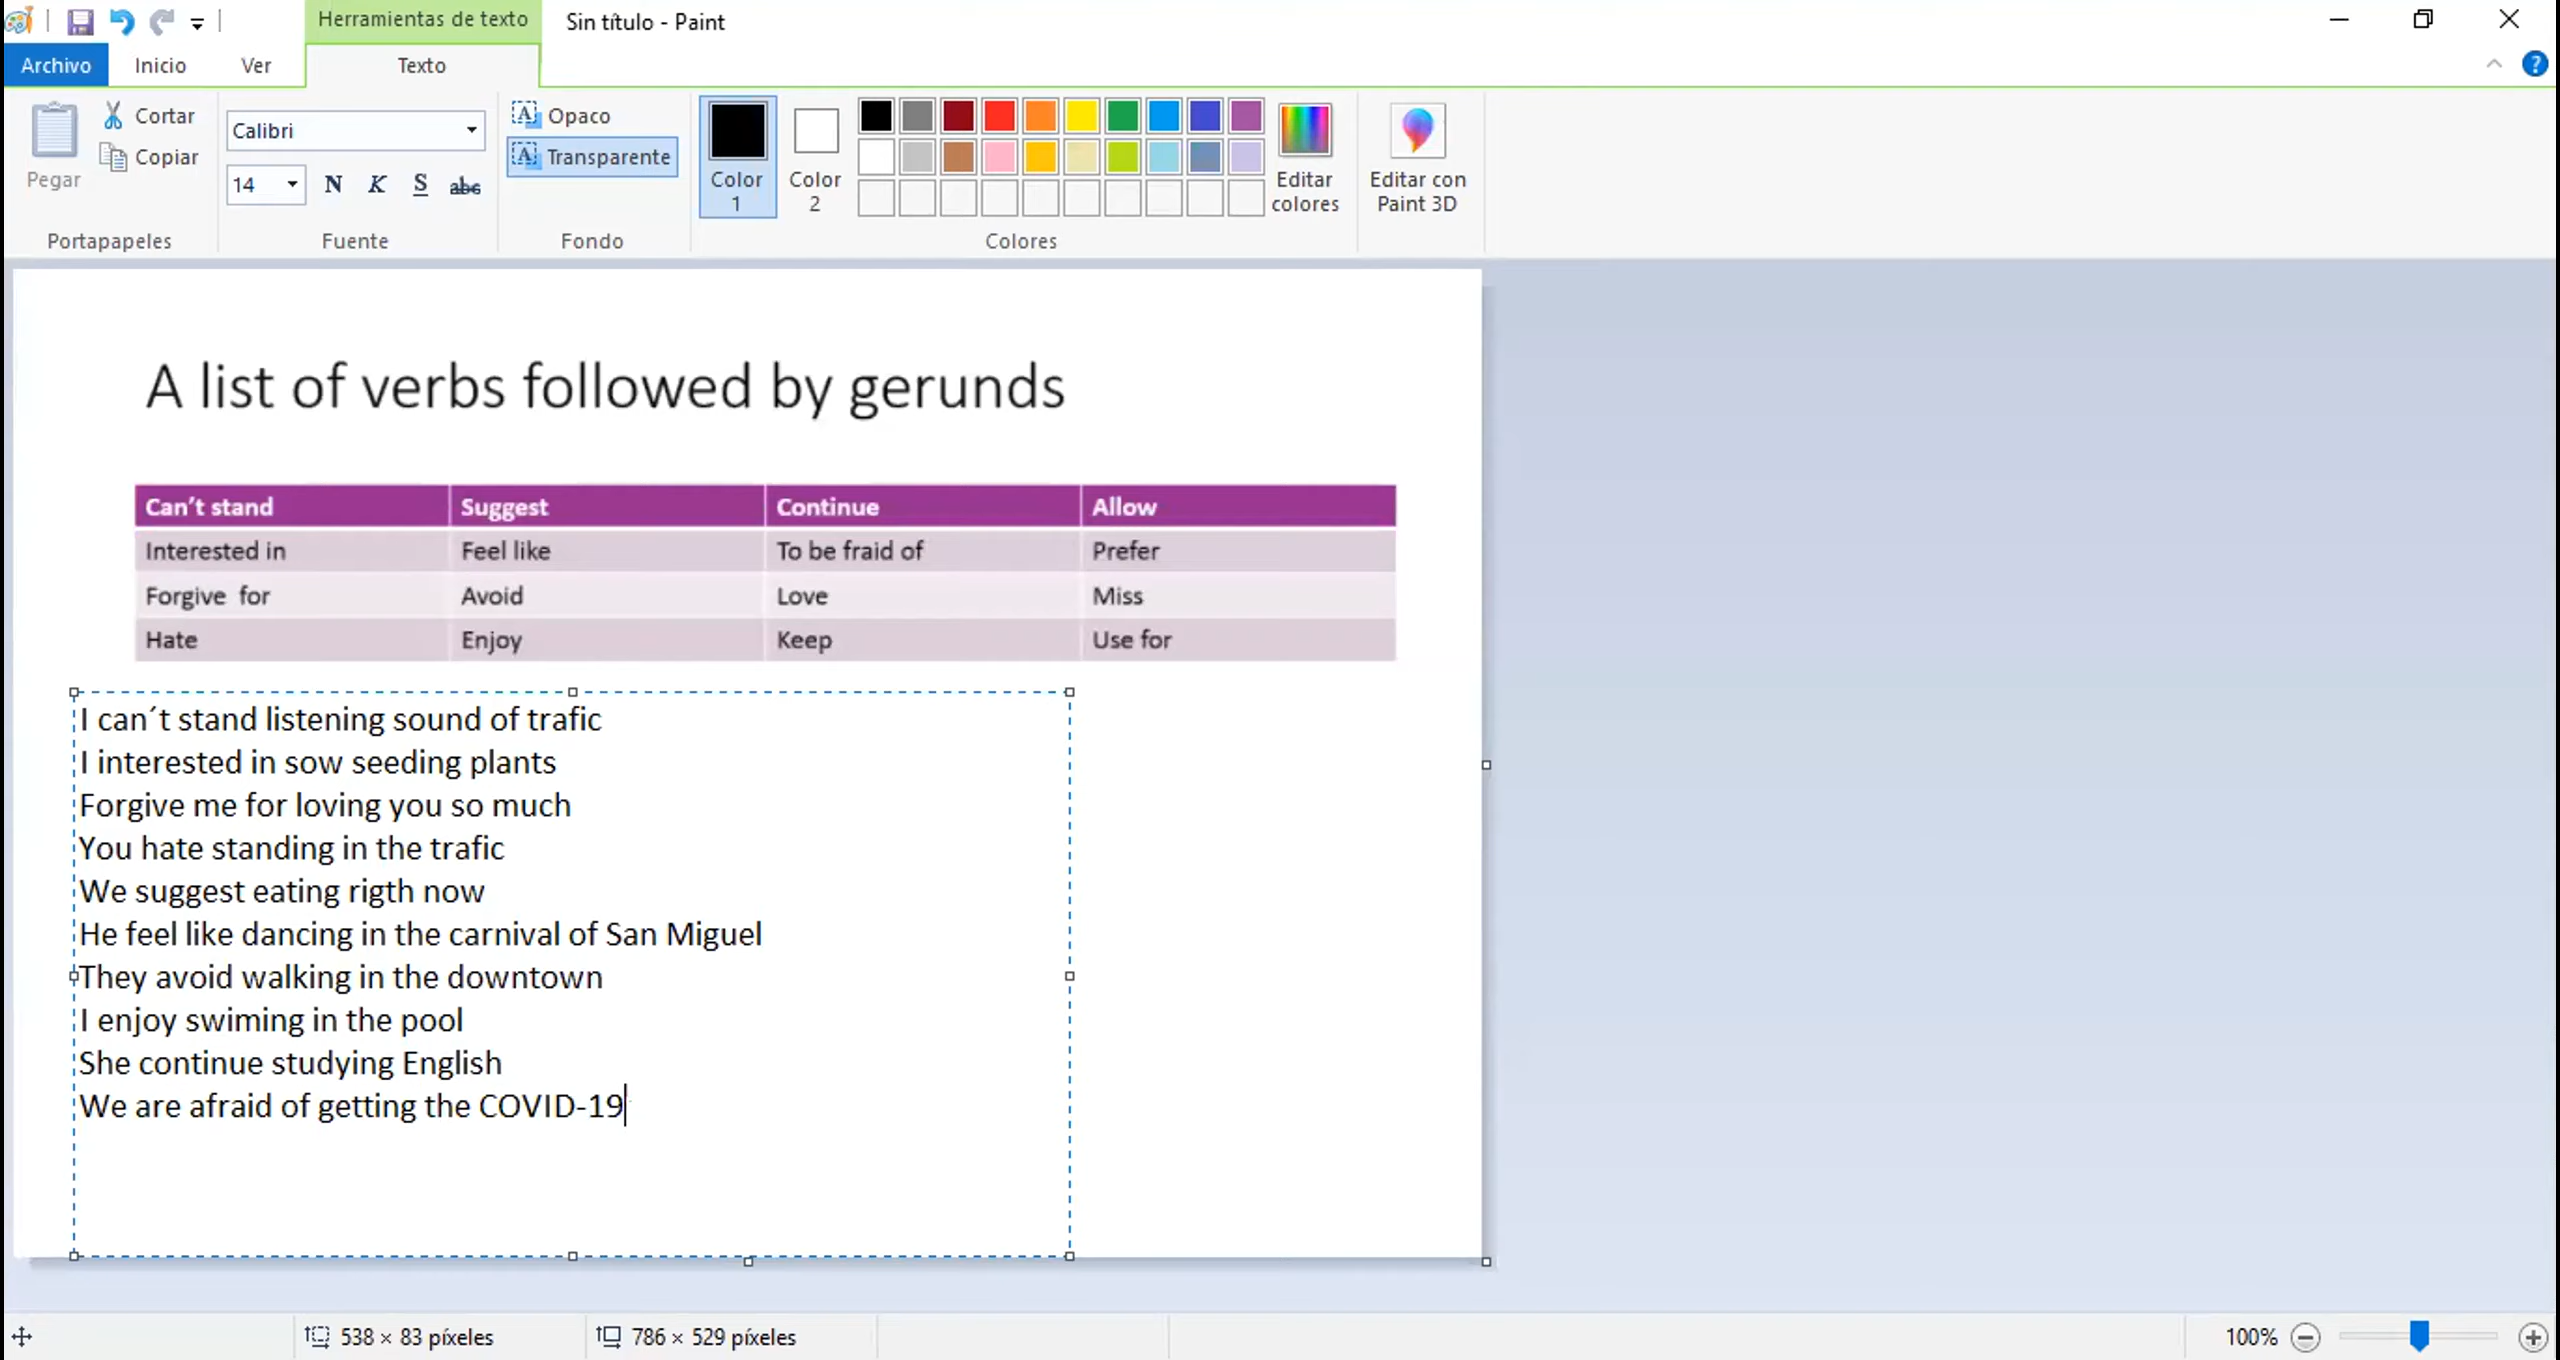 Herramientas de texto
Sin título - Paint
Archivo Inicio Ver Texto
Pegar
Cortar
Copiar
Portapapeles
Calibri
14 N K S abc
Fuente
Opaco
Transparente
Fondo
Color 1
Color 2
Editar colores
Colores
Editar con Paint 3D
A list of verbs followed by gerunds
Can't stand Suggest Continue Allow
Interested in Feel like To be fraid of Prefer
Forgive for Avoid Love Miss
Hate Enjoy Keep Use for
I can´t stand listening sound of trafic
I interested in sow seeding plants
Forgive me for loving you so much
You hate standing in the trafic
We suggest eating rigth now
He feel like dancing in the carnival of San Miguel
They avoid walking in the downtown
I enjoy swiming in the pool
She continue studying English
We are afraid of getting the COVID-19
538 × 83 píxeles 786 × 529 píxeles 100%